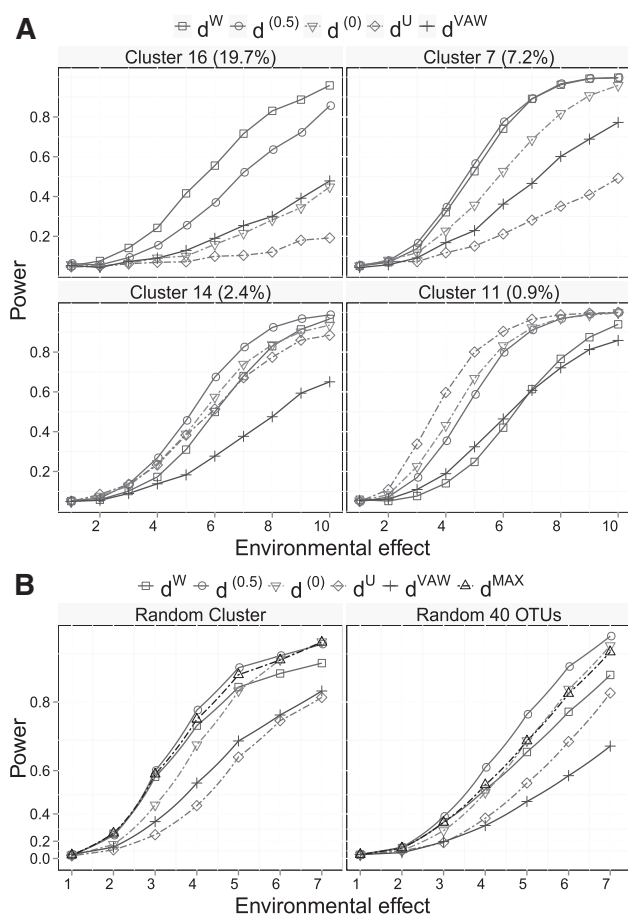 A
d^W d^(0.5) d^(0) d^U d^VAW
Cluster 16 (19.7%) Cluster 7 (7.2%)
0.8
0.6
0.4
0.2
Power
Cluster 14 (2.4%) Cluster 11 (0.9%)
0.8
0.6
0.4
0.2
2 4 6 8 10 2 4 6 8 10
Environmental effect Environmental effect
B
d^W d^(0.5) d^(0) d^U d^VAW d^MAX
Random Cluster Random 40 OTUs
0.8
0.6
0.4
0.2
0.0
Power
1 2 3 4 5 6 7 1 2 3 4 5 6 7
Environmental effect Environmental effect